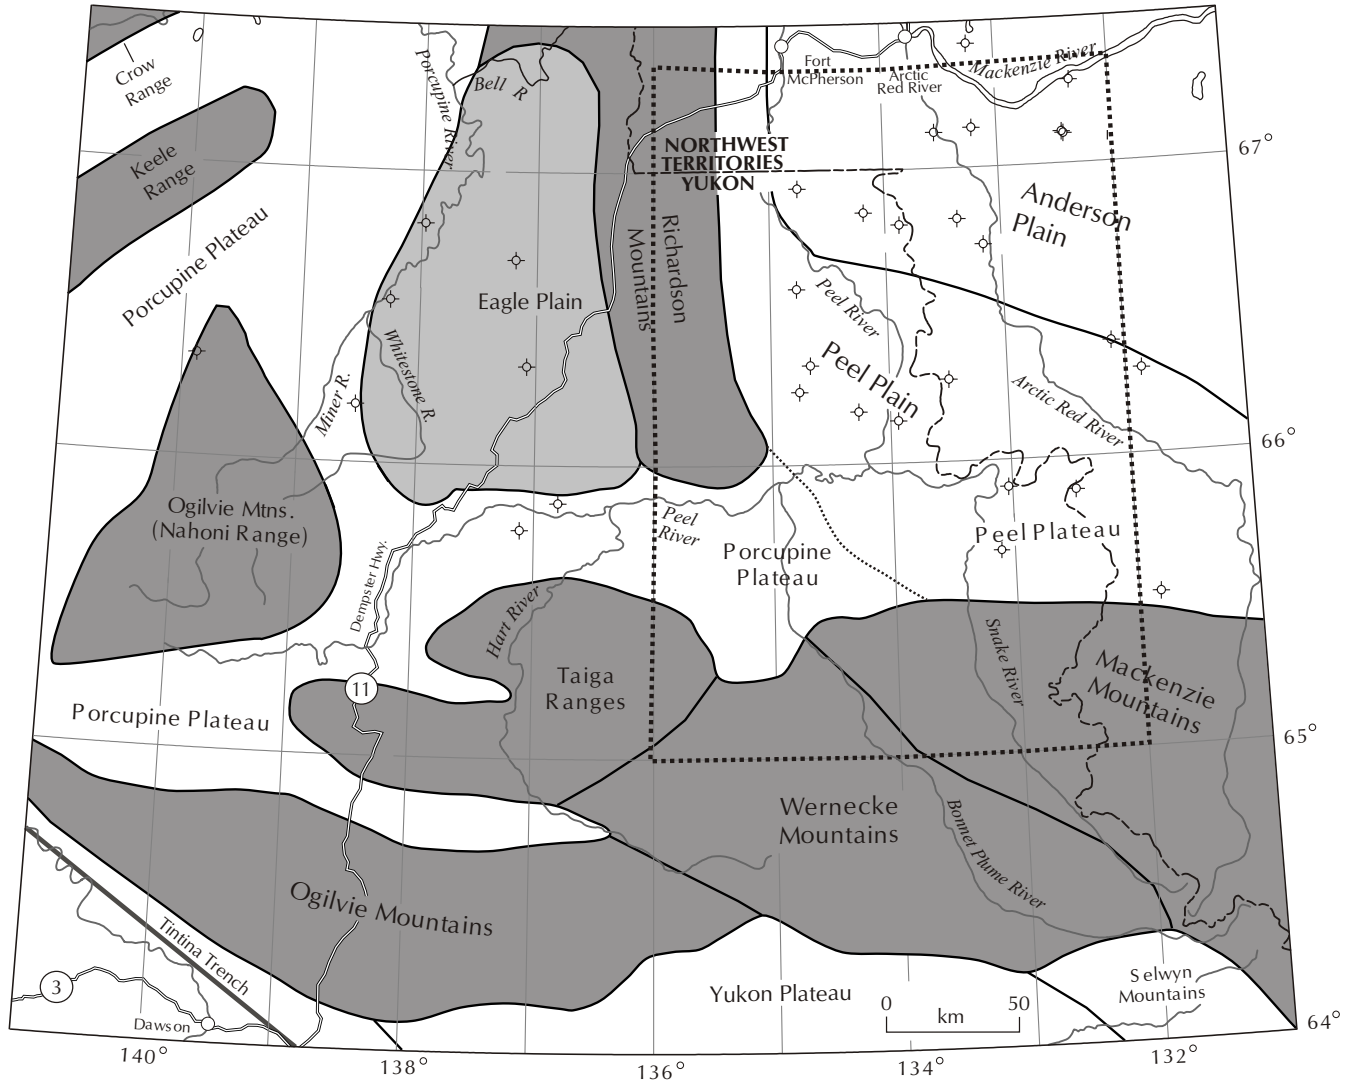 Crow
Range
Porcupine River
Bell R
Fort
McPherson
Arctic
Red River
Mackenzie River
67°
Keele
Range
NORTHWEST
TERRITORIES
YUKON
Anderson
Plain
Porcupine Plateau
Richardson
Mountains
Eagle Plain
Peel River
Peel Plain
Whitestone R.
Miner R.
Arctic Red River
66°
Ogilvie Mtns.
(Nahoni Range)
Peel
River
Porcupine
Plateau
Peel Plateau
Dempster Hwy.
Hart River
Snake River
Taiga
Ranges
Mackenzie
Mountains
11
Porcupine Plateau
65°
Wernecke
Mountains
Bonnet Plume River
Ogilvie Mountains
Tintina Trench
3
Dawson
Yukon Plateau
Selwyn
Mountains
0 50
km
64°
140°
138°
136°
134°
132°